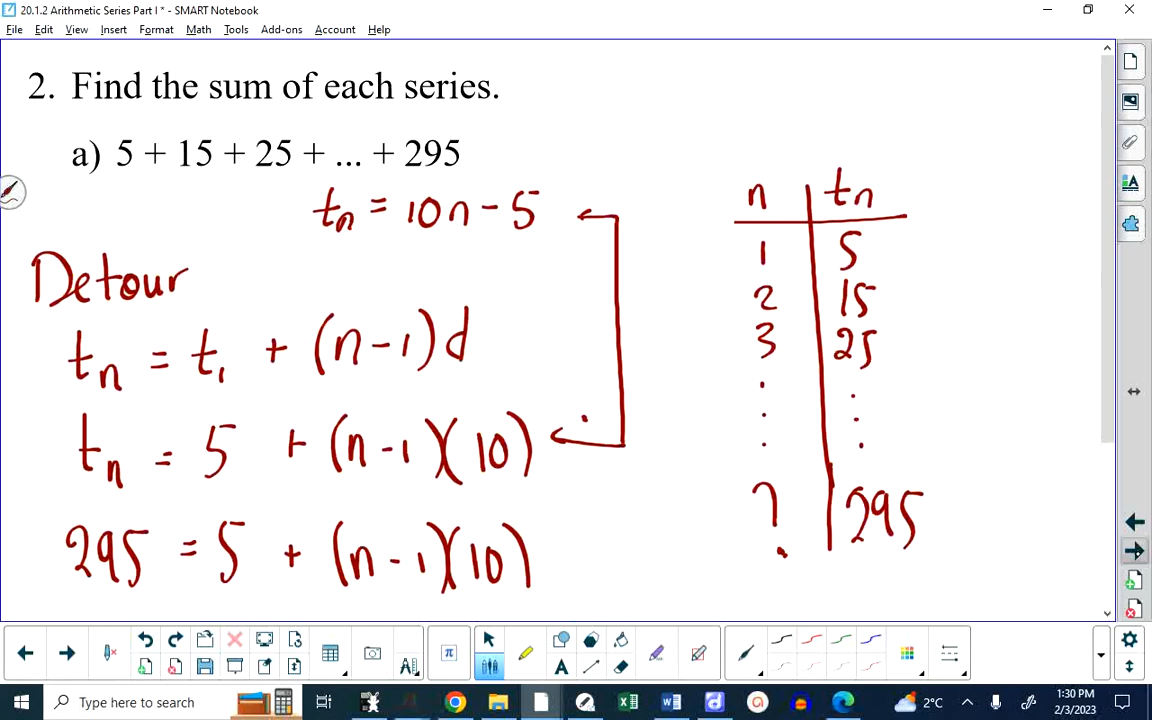 20.1.2 Arithmetic Series Part I * - SMART Notebook
File Edit View Insert Format Math Tools Add-ons Account Help
2. Find the sum of each series.
a) 5 + 15 + 25 + ... + 295
tn = 10n - 5
Detour
tn = t1 + (n-1)d
tn = 5 + (n-1)(10)
295 = 5 + (n-1)(10)
n tn
1 5
2 15
3 25
. .
. .
. .
? 295
π
A
Type here to search
2°C
1:30 PM
2/3/2023